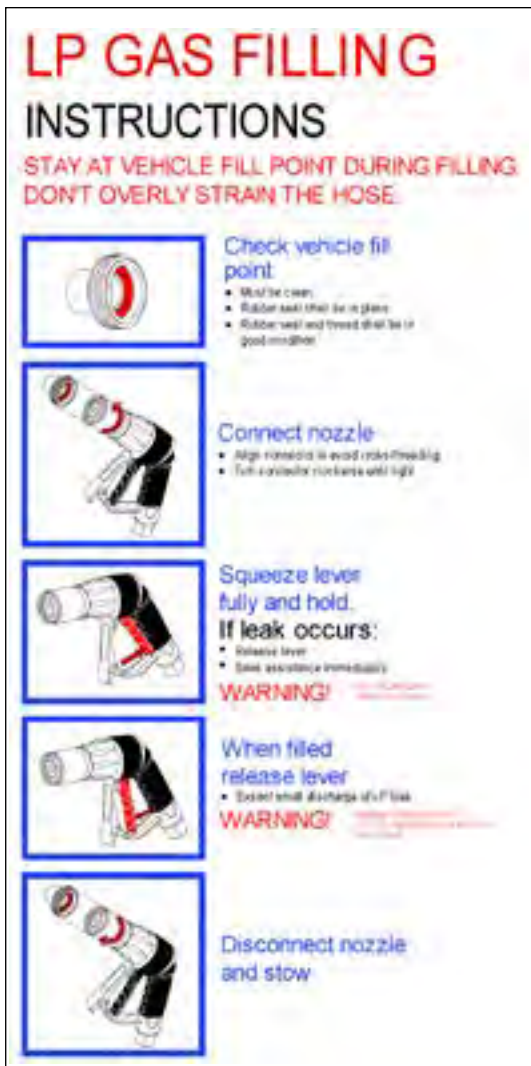 LP GAS FILLING
INSTRUCTIONS
STAY AT VEHICLE FILL POINT DURING FILLING.
DON'T OVERLY STRAIN THE HOSE.
Check vehicle fill
point
• Must be clean
• Rubber seal shall be in place
• Rubber seal and thread shall be in
good condition
Connect nozzle
• Align connector to avoid cross-threading
• Turn connector clockwise until tight
Squeeze lever
fully and hold.
If leak occurs:
• Release lever
• Seek assistance immediately
WARNING!
When filled
release lever
• Expect small discharge of LP
WARNING!
Disconnect nozzle
and stow